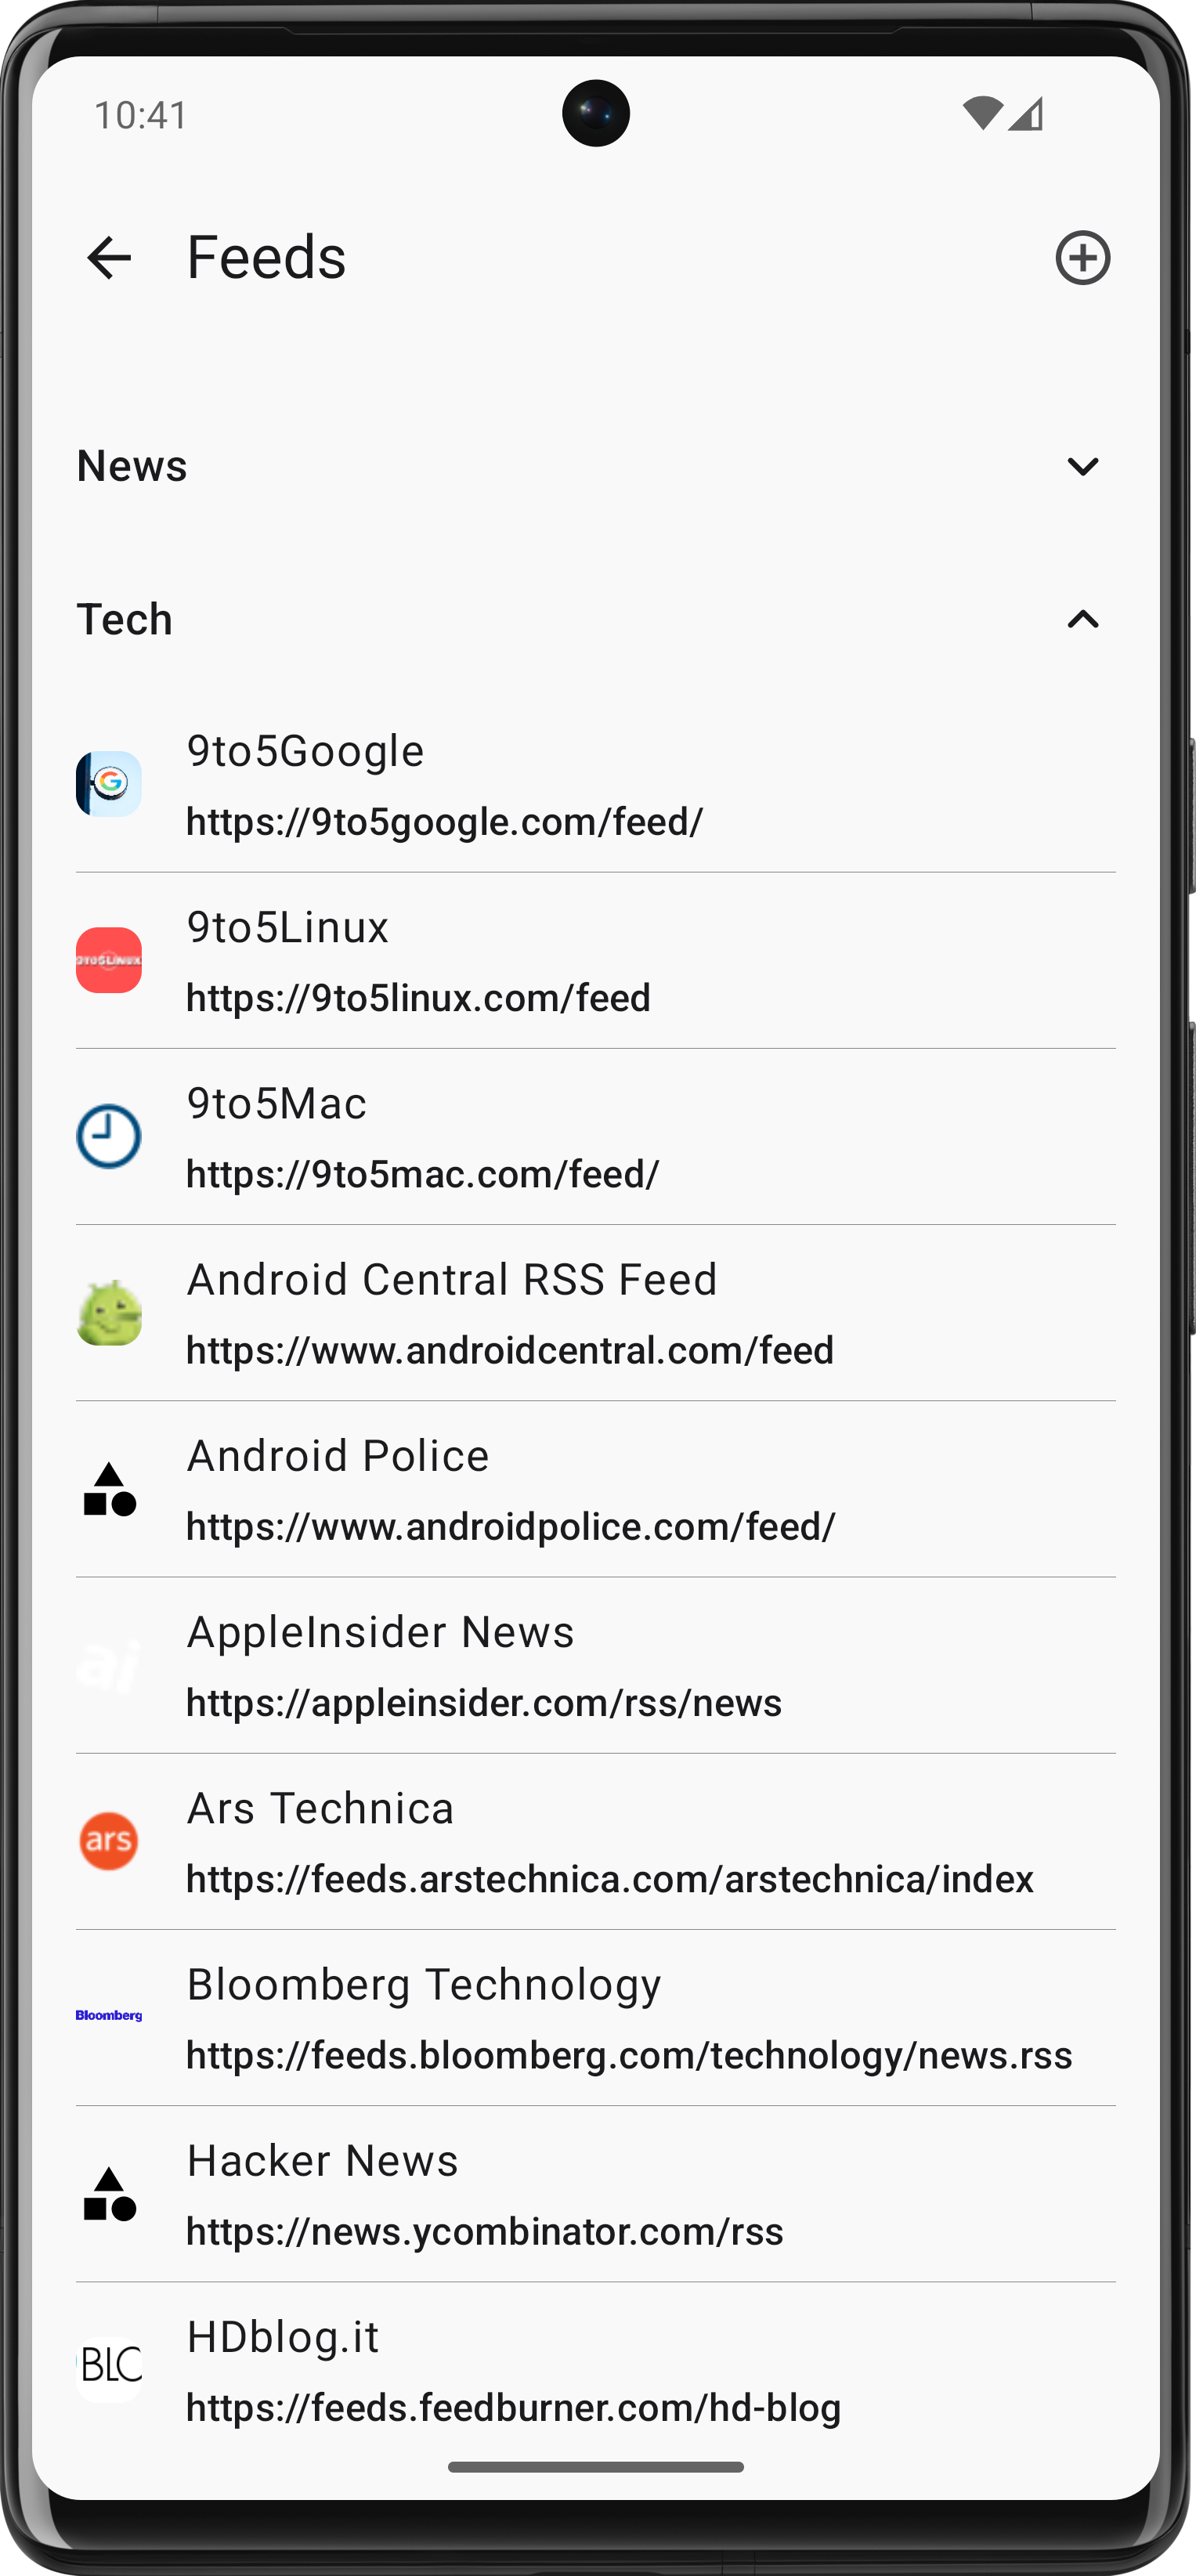 10:41
Feeds
News
Tech
9to5Google
https://9to5google.com/feed/
9TO5LINUX
9to5Linux
https://9to5linux.com/feed
9to5Mac
https://9to5mac.com/feed/
Android Central RSS Feed
https://www.androidcentral.com/feed
Android Police
https://www.androidpolice.com/feed/
ai
AppleInsider News
https://appleinsider.com/rss/news
ars
Ars Technica
https://feeds.arstechnica.com/arstechnica/index
Bloomberg
Bloomberg Technology
https://feeds.bloomberg.com/technology/news.rss
Hacker News
https://news.ycombinator.com/rss
BLO
HDblog.it
https://feeds.feedburner.com/hd-blog